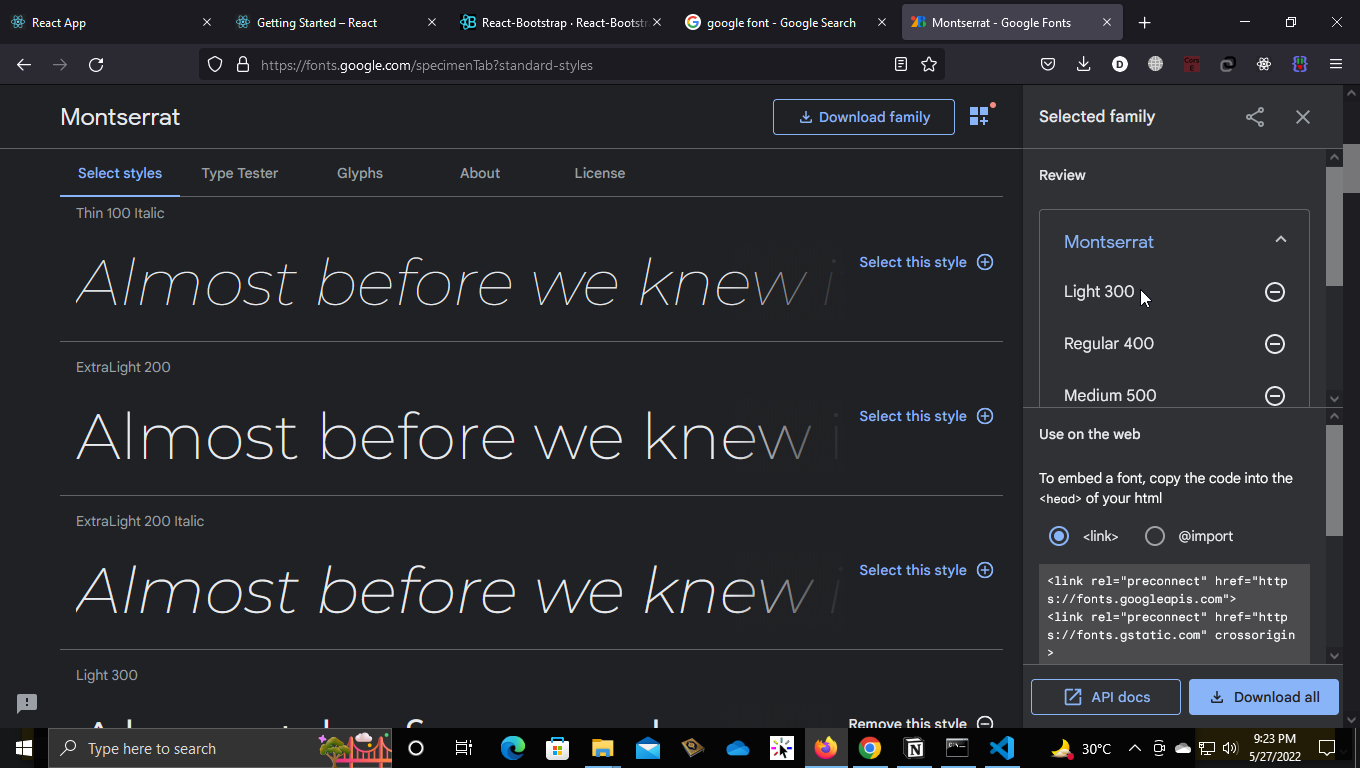 React App
Getting Started – React
React-Bootstrap · React-Bootstr
google font - Google Search
Montserrat - Google Fonts
https://fonts.google.com/specimenTab?standard-styles
Montserrat
Download family
Select styles
Type Tester
Glyphs
About
License
Thin 100 Italic
Almost before we knew i
Select this style
ExtraLight 200
Almost before we knew i
Select this style
ExtraLight 200 Italic
Almost before we knew i
Select this style
Light 300
Remove this style
Selected family
Review
Montserrat
Light 300
Regular 400
Medium 500
Use on the web
To embed a font, copy the code into the
<head> of your html
<link>
@import
<link rel="preconnect" href="http
s://fonts.googleapis.com">
<link rel="preconnect" href="http
s://fonts.gstatic.com" crossorigin
>
API docs
Download all
Type here to search
30°C
9:23 PM
5/27/2022